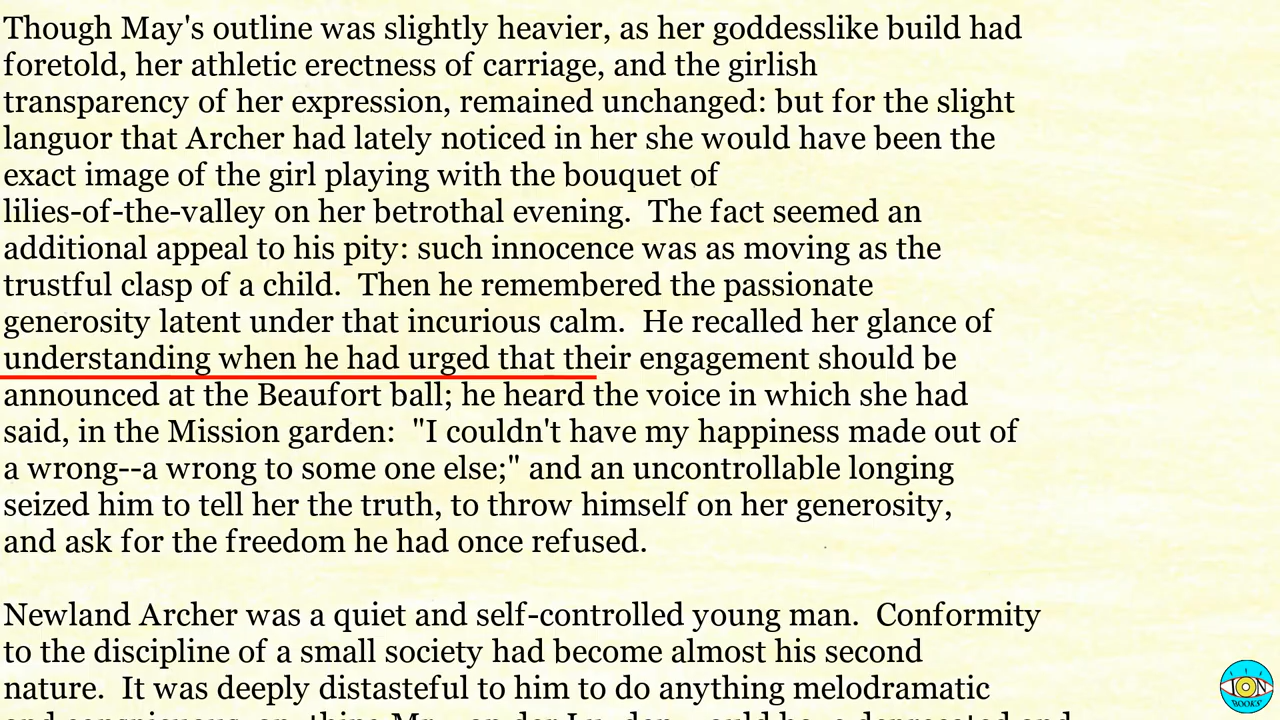 Though May's outline was slightly heavier, as her goddesslike build had
foretold, her athletic erectness of carriage, and the girlish
transparency of her expression, remained unchanged: but for the slight
languor that Archer had lately noticed in her she would have been the
exact image of the girl playing with the bouquet of
lilies-of-the-valley on her betrothal evening.  The fact seemed an
additional appeal to his pity: such innocence was as moving as the
trustful clasp of a child.  Then he remembered the passionate
generosity latent under that incurious calm.  He recalled her glance of
understanding when he had urged that their engagement should be
announced at the Beaufort ball; he heard the voice in which she had
said, in the Mission garden:  "I couldn't have my happiness made out of
a wrong--a wrong to some one else;" and an uncontrollable longing
seized him to tell her the truth, to throw himself on her generosity,
and ask for the freedom he had once refused.
Newland Archer was a quiet and self-controlled young man.  Conformity
to the discipline of a small society had become almost his second
nature.  It was deeply distasteful to him to do anything melodramatic
ION
BOOKS